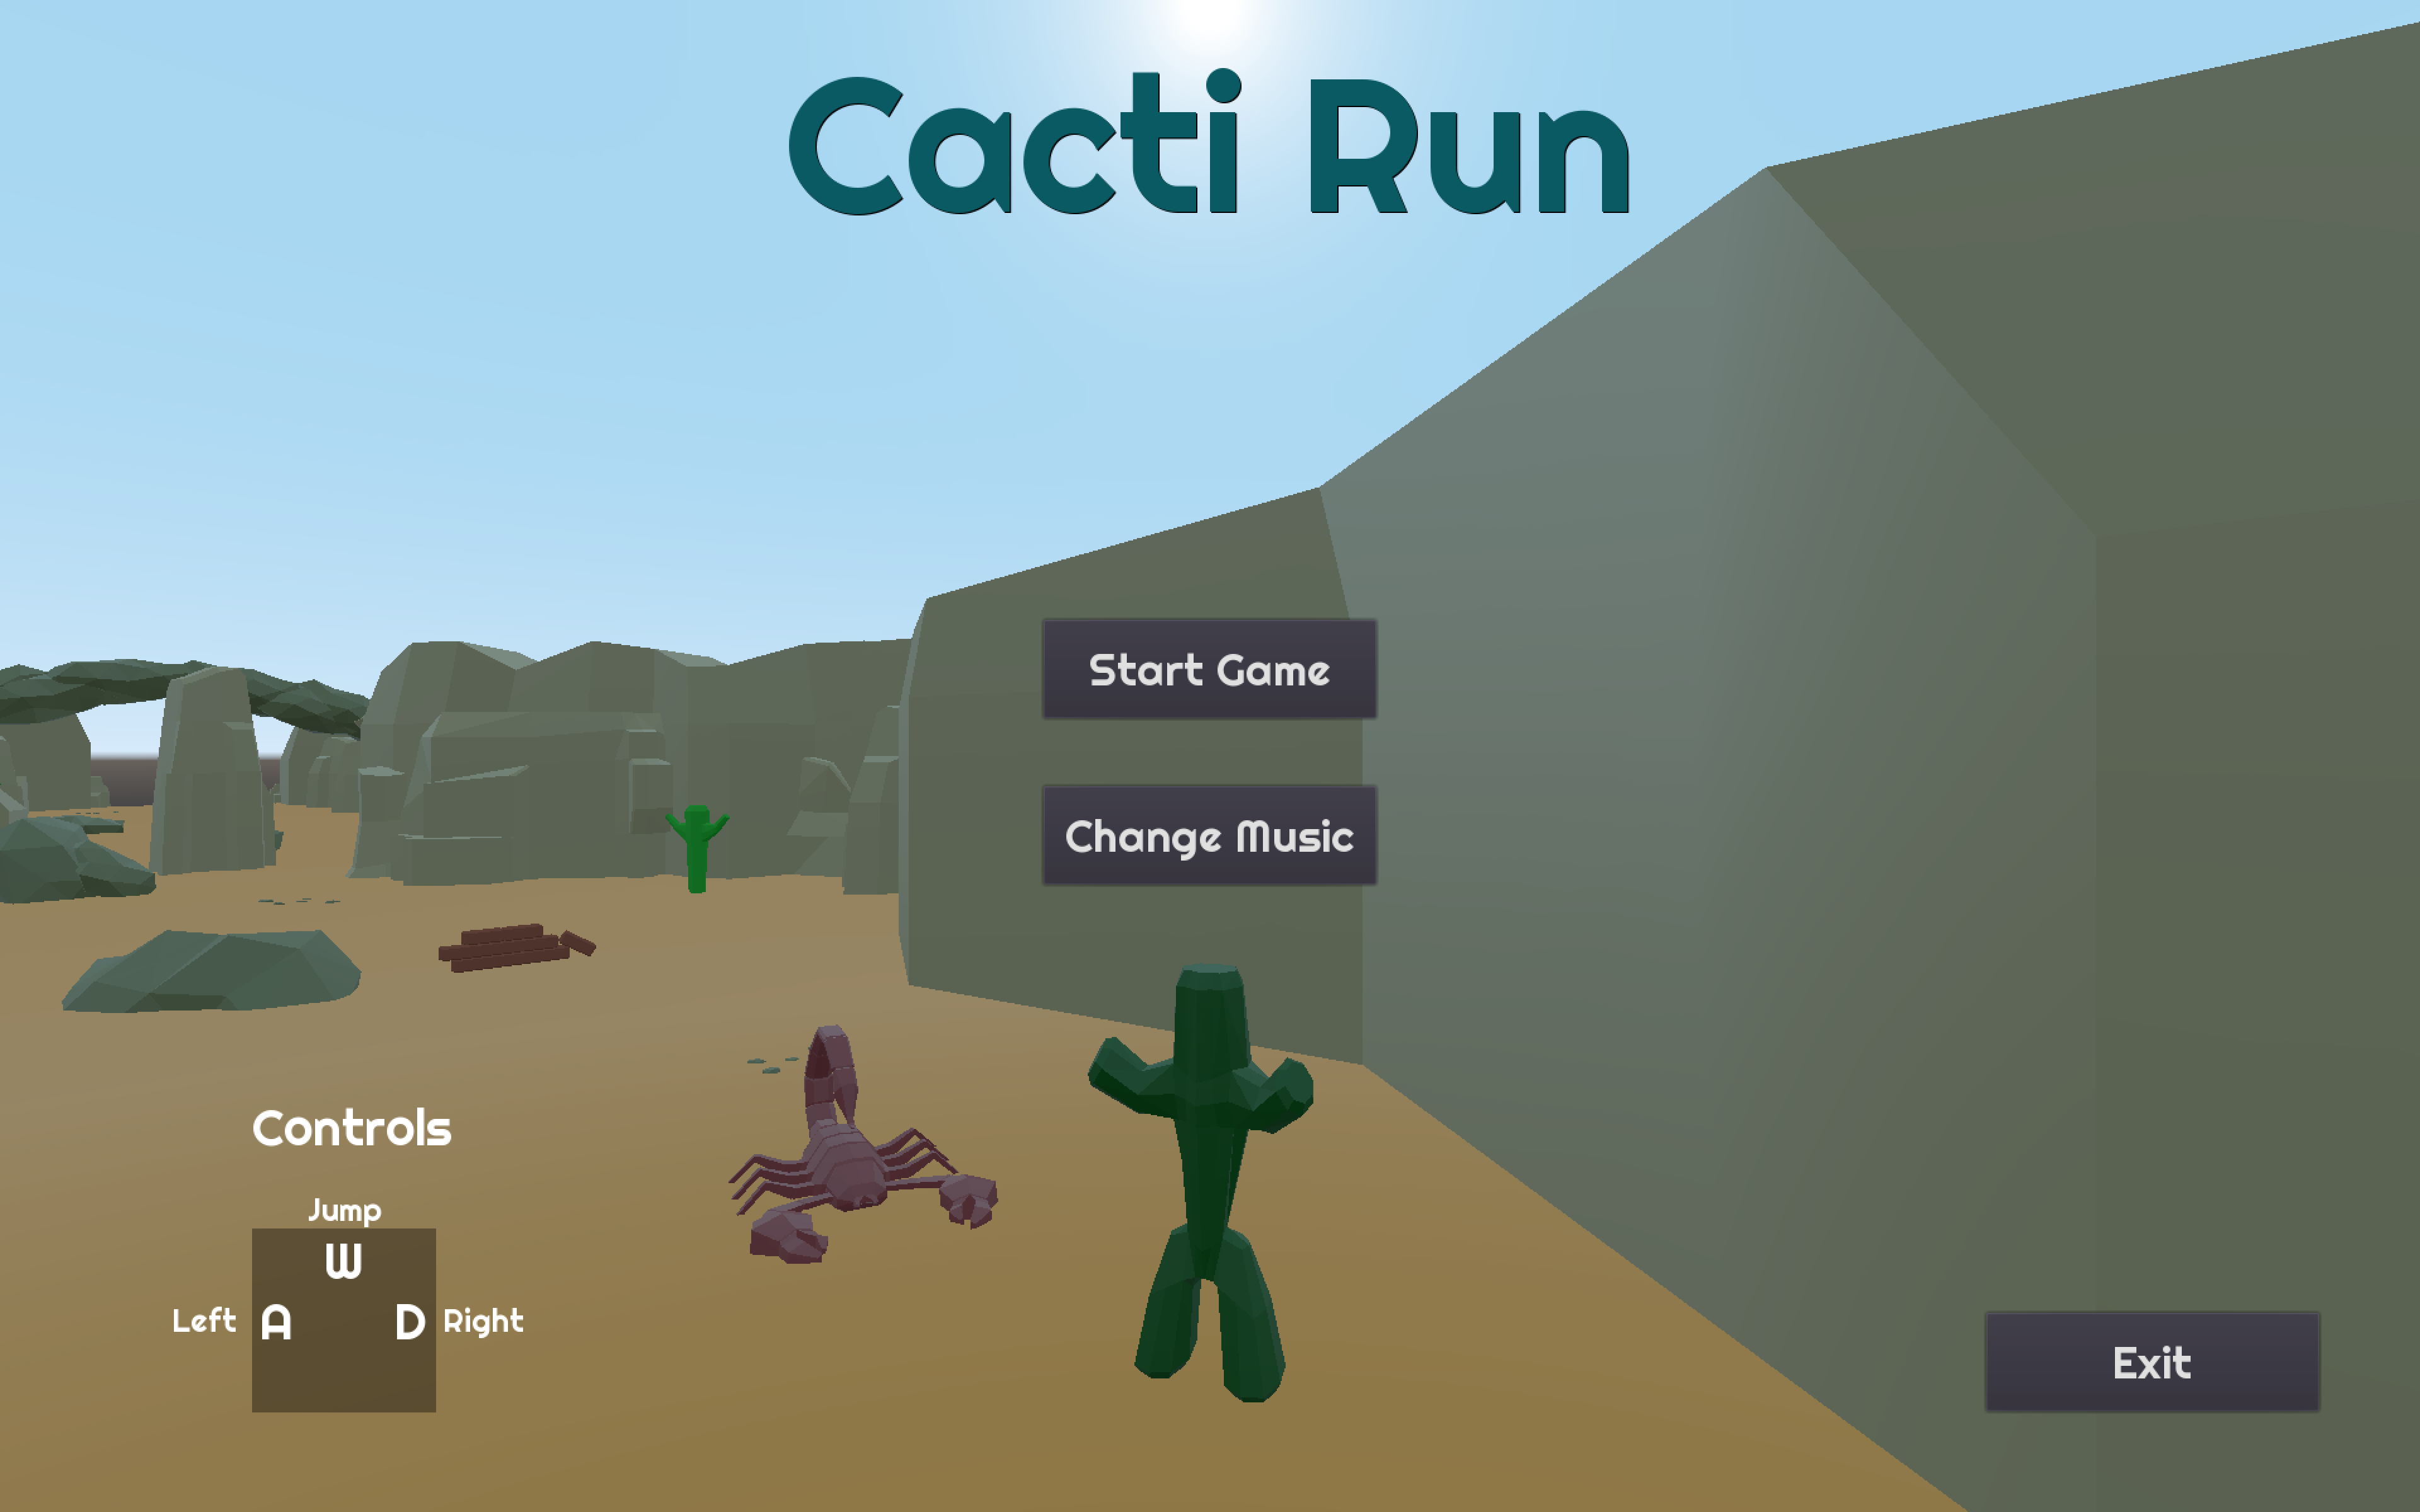 Cacti Run
Start Game
Change Music
Controls
Jump
W
Left A D Right
Exit